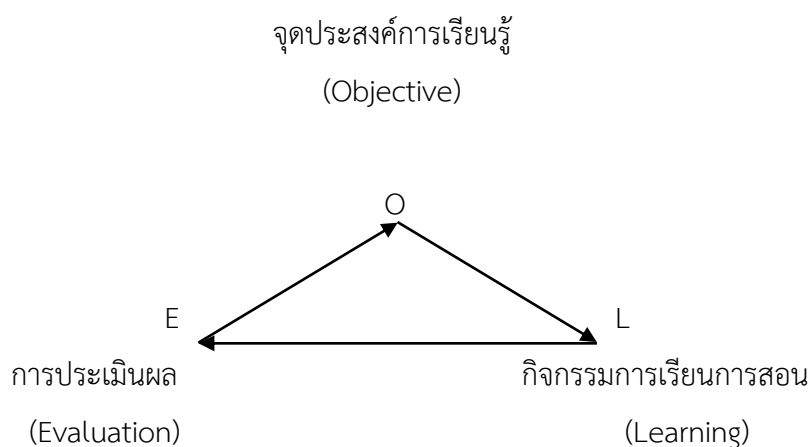 จุดประสงค์การเรียนรู้
(Objective)
O
E
L
การประเมินผล
กิจกรรมการเรียนการสอน
(Evaluation)
(Learning)